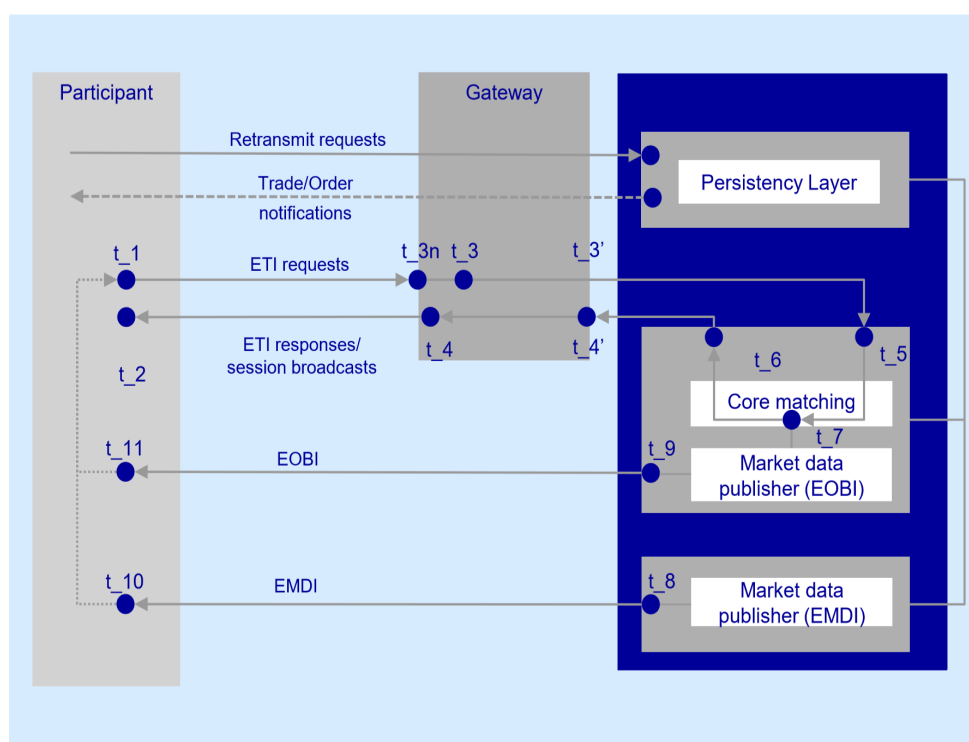 Participant
Gateway
Retransmit requests
Trade/Order
notifications
Persistency Layer
t_1
ETI requests
t_3n
t_3
t_3’
ETI responses/
session broadcasts
t_2
t_4
t_4’
t_6
t_5
Core matching
t_7
t_11
EOBI
t_9
Market data
publisher (EOBI)
t_10
EMDI
t_8
Market data
publisher (EMDI)